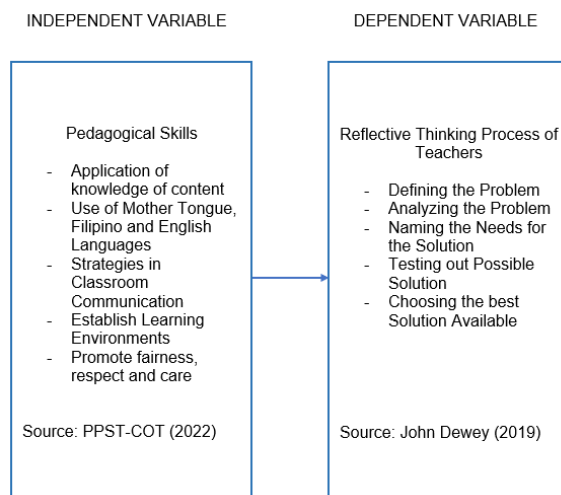 INDEPENDENT VARIABLE
Pedagogical Skills
- Application of
knowledge of content
- Use of Mother Tongue,
Filipino and English
Languages
- Strategies in
Classroom
Communication
- Establish Learning
Environments
- Promote fairness,
respect and care
Source: PPST-COT (2022)
DEPENDENT VARIABLE
Reflective Thinking Process of
Teachers
- Defining the Problem
- Analyzing the Problem
- Naming the Needs for
the Solution
- Testing out Possible
Solution
- Choosing the best
Solution Available
Source: John Dewey (2019)